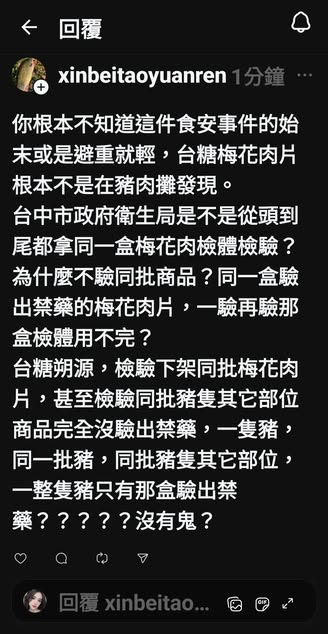 回覆
xinbeitaoyuanren 1分鐘
你根本不知道這件食安事件的始
末或是避重就輕，台糖梅花肉片
根本不是在豬肉攤發現。
台中市政府衛生局是不是從頭到
尾都拿同一盒梅花肉檢體檢驗？
為什麼不驗同批商品？同一盒驗
出禁藥的梅花肉片，一驗再驗那
盒檢體用不完？
台糖朔源，檢驗下架同批梅花肉
片，甚至檢驗同批豬隻其它部位
商品完全沒驗出禁藥，一隻豬，
同一批豬，同批豬隻其它部位，
一整隻豬只有那盒驗出禁
藥？？？？？沒有鬼？
回覆 xinbeitao...
GIF